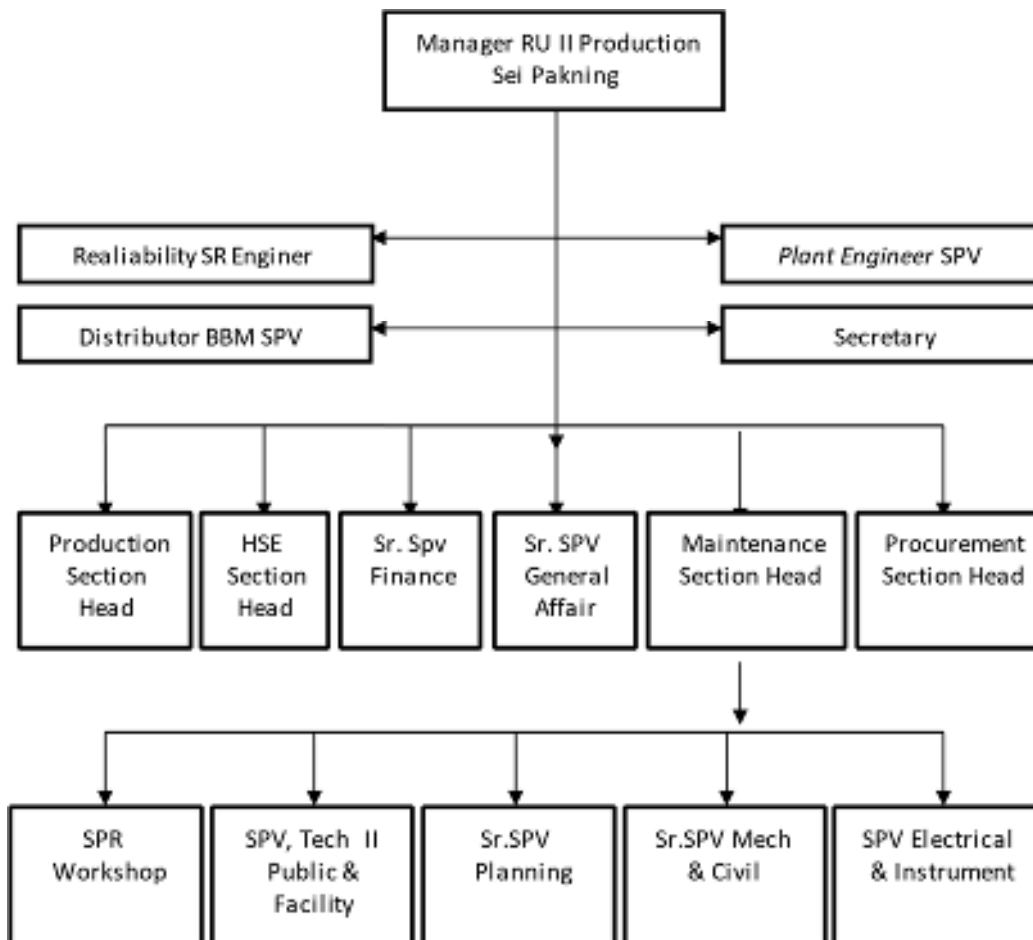 Manager RU II Production
Sei Pakning
Realiability SR Enginer
Plant Engineer SPV
Distributor BBM SPV
Secretary
Production
Section
Head
HSE
Section
Head
Sr. Spv
Finance
Sr. SPV
General
Affair
Maintenance
Section Head
Procurement
Section Head
SPR
Workshop
SPV, Tech II
Public &
Facility
Sr.SPV
Planning
Sr.SPV Mech
& Civil
SPV Electrical
& Instrument